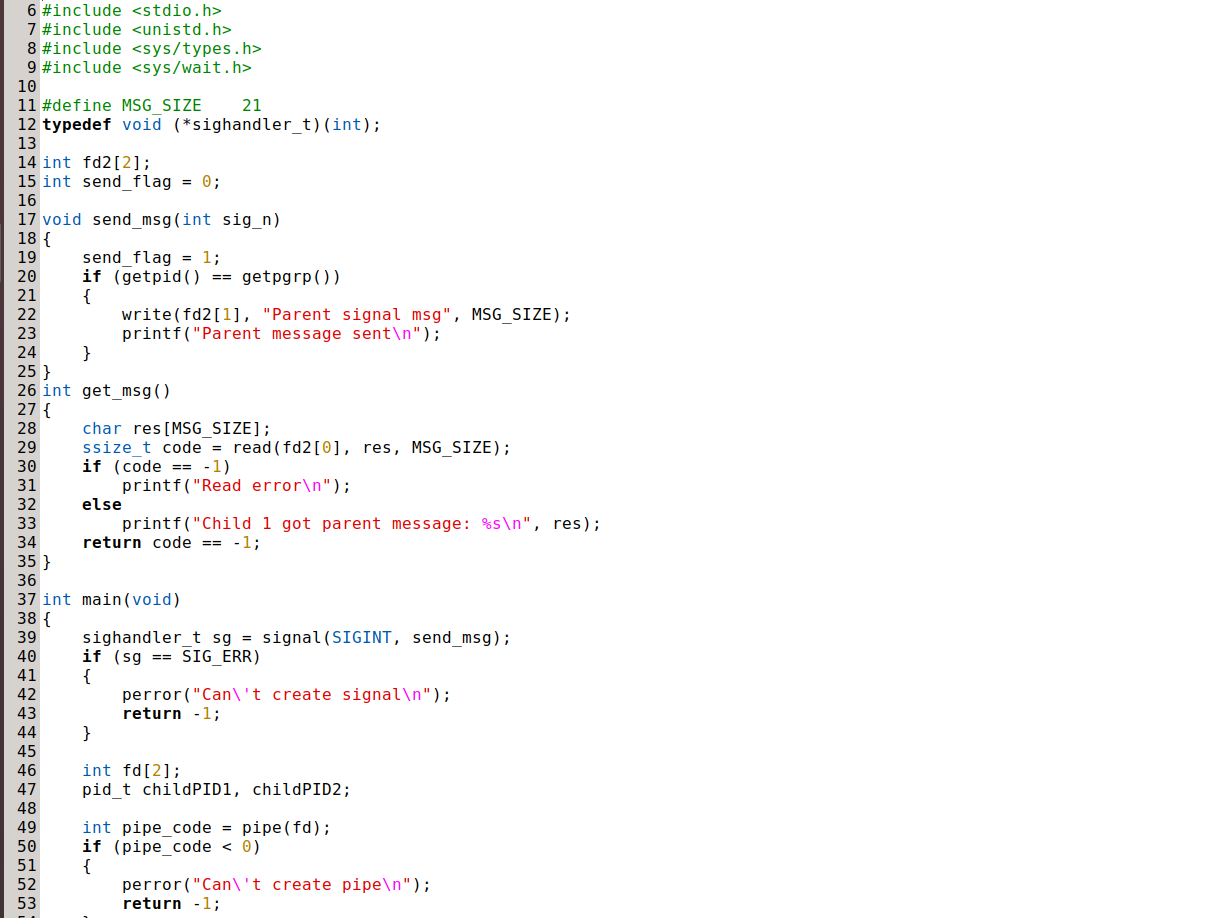 6 #include <stdio.h>
7 #include <unistd.h>
8 #include <sys/types.h>
9 #include <sys/wait.h>
10
11 #define MSG_SIZE    21
12 typedef void (*sighandler_t)(int);
13
14 int fd2[2];
15 int send_flag = 0;
16
17 void send_msg(int sig_n)
18 {
19     send_flag = 1;
20     if (getpid() == getpgrp())
21     {
22         write(fd2[1], "Parent signal msg", MSG_SIZE);
23         printf("Parent message sent\n");
24     }
25 }
26 int get_msg()
27 {
28     char res[MSG_SIZE];
29     ssize_t code = read(fd2[0], res, MSG_SIZE);
30     if (code == -1)
31         printf("Read error\n");
32     else
33         printf("Child 1 got parent message: %s\n", res);
34     return code == -1;
35 }
36
37 int main(void)
38 {
39     sighandler_t sg = signal(SIGINT, send_msg);
40     if (sg == SIG_ERR)
41     {
42         perror("Can\'t create signal\n");
43         return -1;
44     }
45
46     int fd[2];
47     pid_t childPID1, childPID2;
48
49     int pipe_code = pipe(fd);
50     if (pipe_code < 0)
51     {
52         perror("Can\'t create pipe\n");
53         return -1;